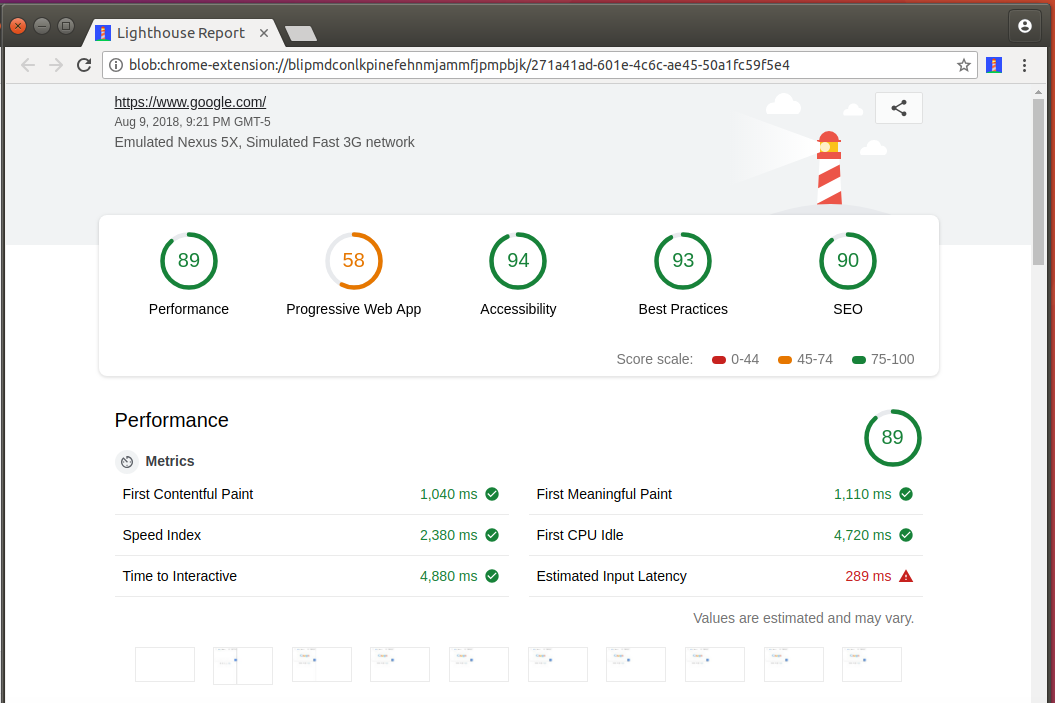 Lighthouse Report
blob:chrome-extension://blipmdconlkpinefehnmjammfjpmpbjk/271a41ad-601e-4c6c-ae45-50a1fc59f5e4
https://www.google.com/
Aug 9, 2018, 9:21 PM GMT-5
Emulated Nexus 5X, Simulated Fast 3G network
89 58 94 93 90
Performance Progressive Web App Accessibility Best Practices SEO
Score scale: 0-44 45-74 75-100
Performance 89
Metrics
First Contentful Paint 1,040 ms First Meaningful Paint 1,110 ms
Speed Index 2,380 ms First CPU Idle 4,720 ms
Time to Interactive 4,880 ms Estimated Input Latency 289 ms
Values are estimated and may vary.